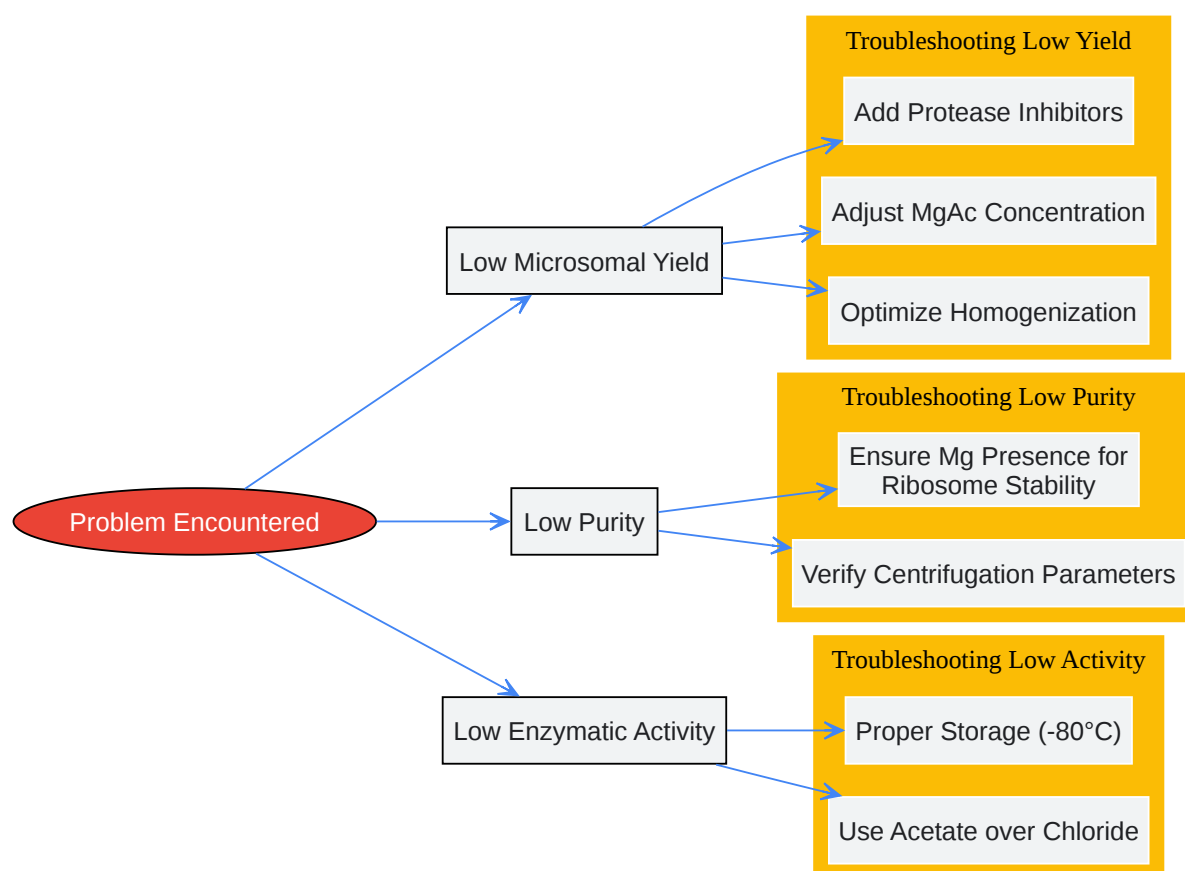 Problem Encountered
Low Microsomal Yield
Low Purity
Low Enzymatic Activity
Troubleshooting Low Yield
Add Protease Inhibitors
Adjust MgAc Concentration
Optimize Homogenization
Troubleshooting Low Purity
Ensure Mg Presence for
Ribosome Stability
Verify Centrifugation Parameters
Troubleshooting Low Activity
Proper Storage (-80°C)
Use Acetate over Chloride